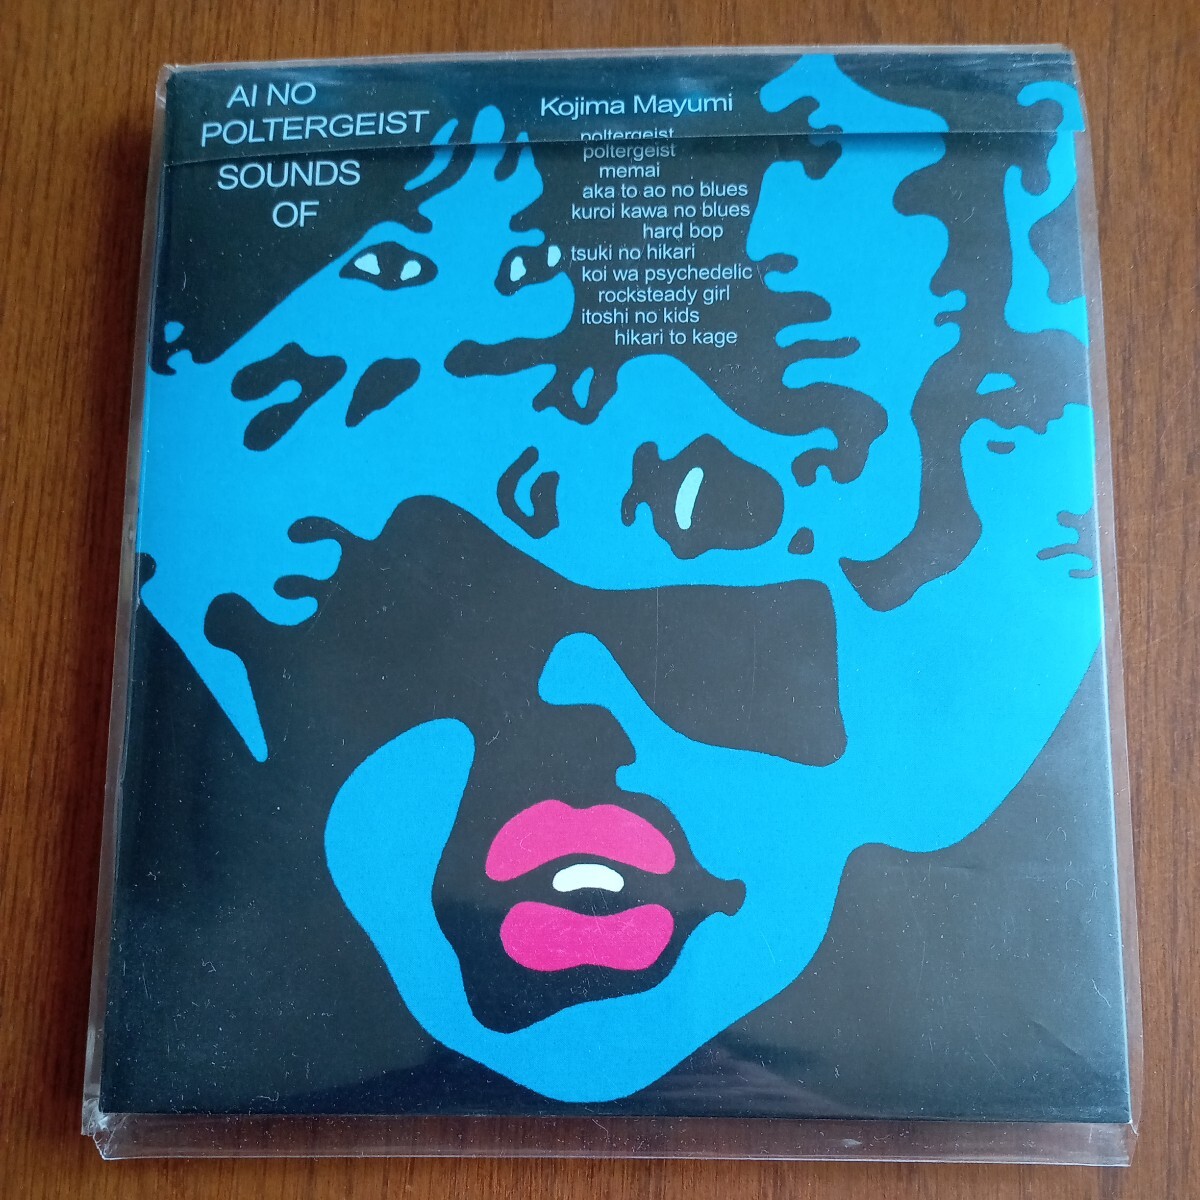 AI NO
POLTERGEIST
SOUNDS
OF
Kojima Mayumi
poltergeist
poltergeist
memai
aka to ao no blues
kuroi kawa no blues
hard bop
tsuki no hikari
koi wa psychedelic
rocksteady girl
itoshi no kids
hikari to kage